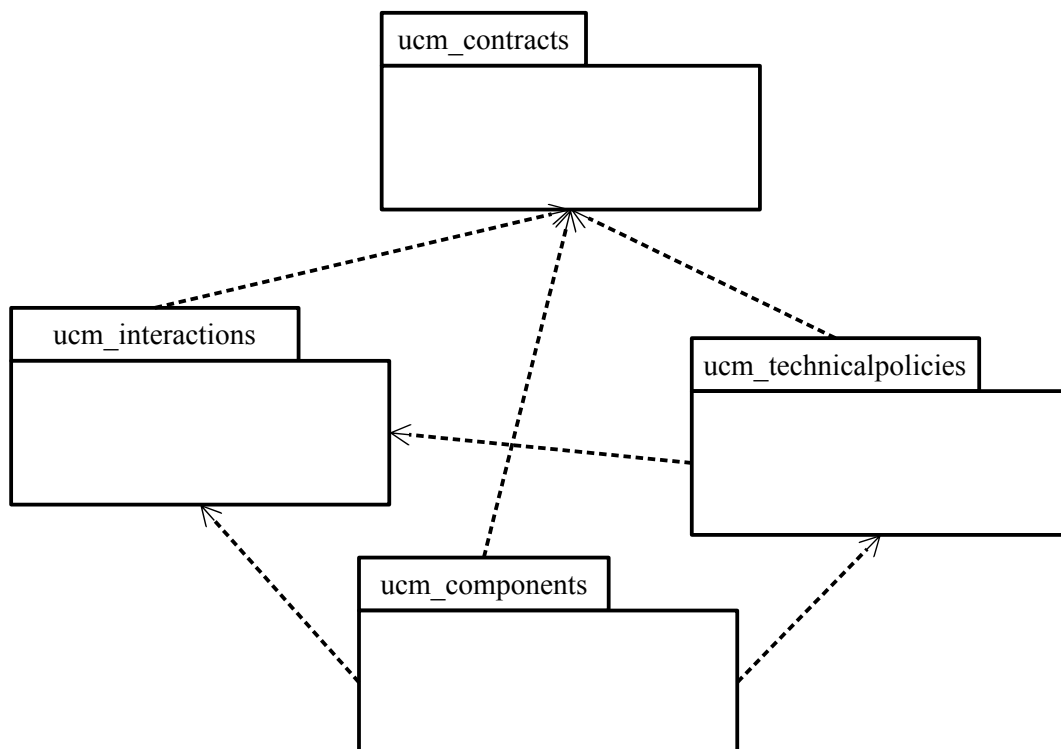 ucm_contracts
ucm_interactions
ucm_technicalpolicies
ucm_components